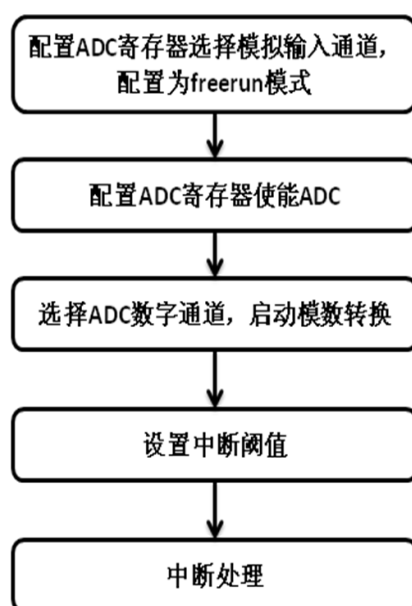 配置ADC寄存器选择模拟输入通道，
配置为freerun模式
配置ADC寄存器使能ADC
选择ADC数字通道，启动模数转换
设置中断阈值
中断处理